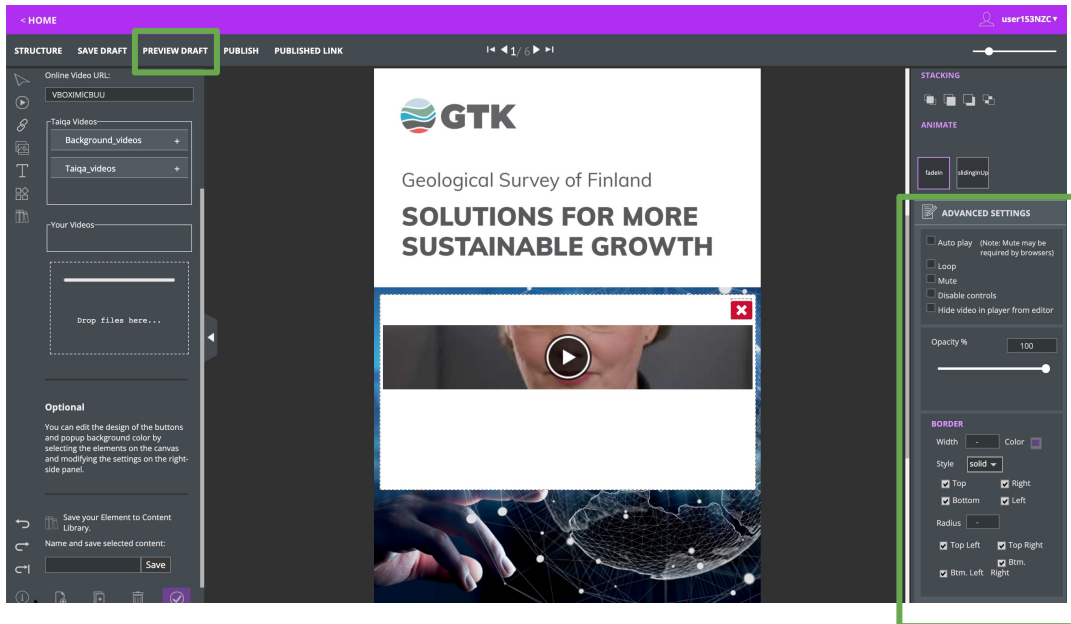 < HOME
user153NZC ▾
STRUCTURE SAVE DRAFT PREVIEW DRAFT PUBLISH PUBLISHED LINK
1 / 6
Online Video URL:
VBOXIMICBUU
Taiqa Videos
Background_videos +
Taiqa_videos +
Your Videos
Drop files here...
Optional
You can edit the design of the buttons
and popup background color by
selecting the elements on the canvas
and modifying the settings on the right-
side panel.
Save your Element to Content
Library.
Name and save selected content:
Save
GTK
Geological Survey of Finland
SOLUTIONS FOR MORE
SUSTAINABLE GROWTH
STACKING
ANIMATE
fadeIn slidingInUp
ADVANCED SETTINGS
Auto play (Note: Mute may be
required by browsers)
Loop
Mute
Disable controls
Hide video in player from editor
Opacity % 100
BORDER
Width - Color
Style solid
Top Right
Bottom Left
Radius -
Top Left Top Right
Btm. Left Btm.
Right